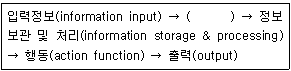 입력정보(information input) → (      ) → 정보
보관 및 처리(information storage & processing)
→ 행동(action function) → 출력(output)